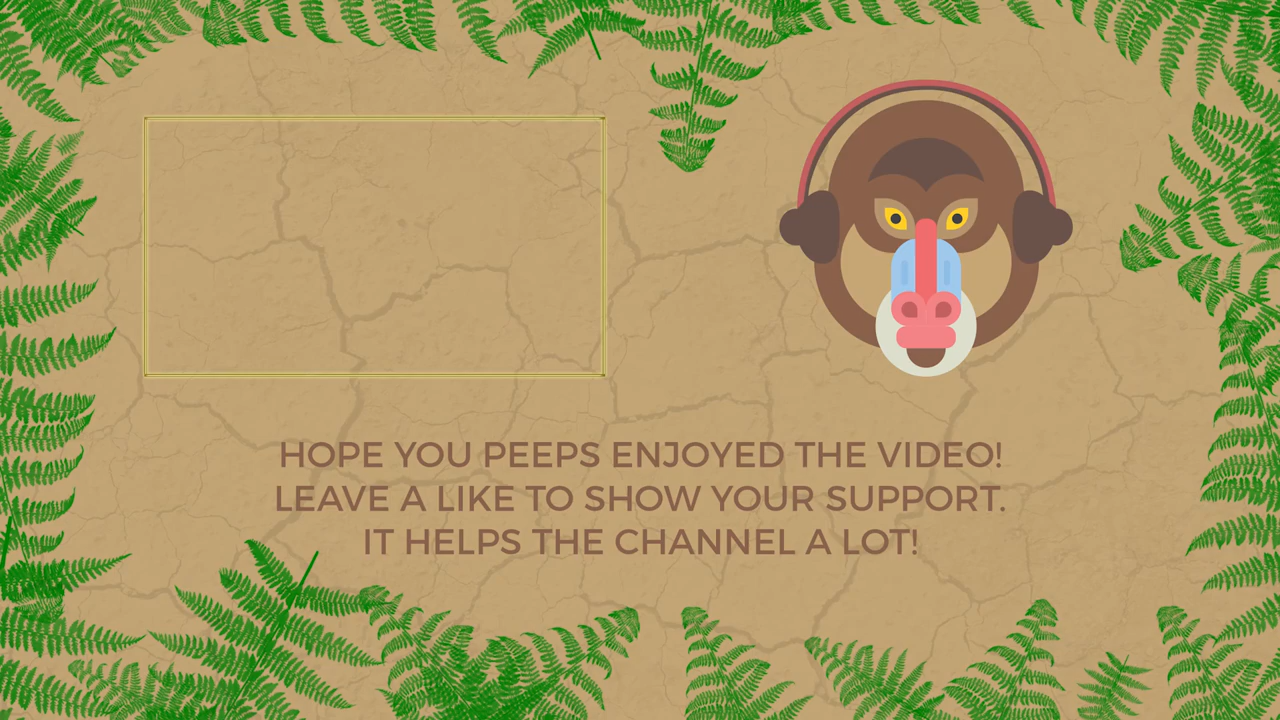 HOPE YOU PEEPS ENJOYED THE VIDEO!
LEAVE A LIKE TO SHOW YOUR SUPPORT.
IT HELPS THE CHANNEL A LOT!